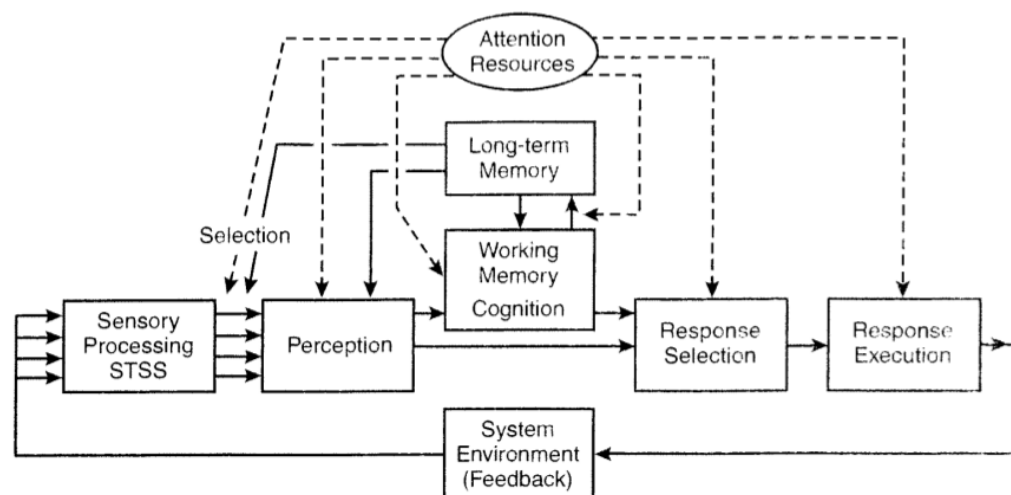 Attention
Resources
Long-term
Memory
Selection
Working
Memory
Cognition
Sensory
Processing
STSS
Perception
Response
Selection
Response
Execution
System
Environment
(Feedback)